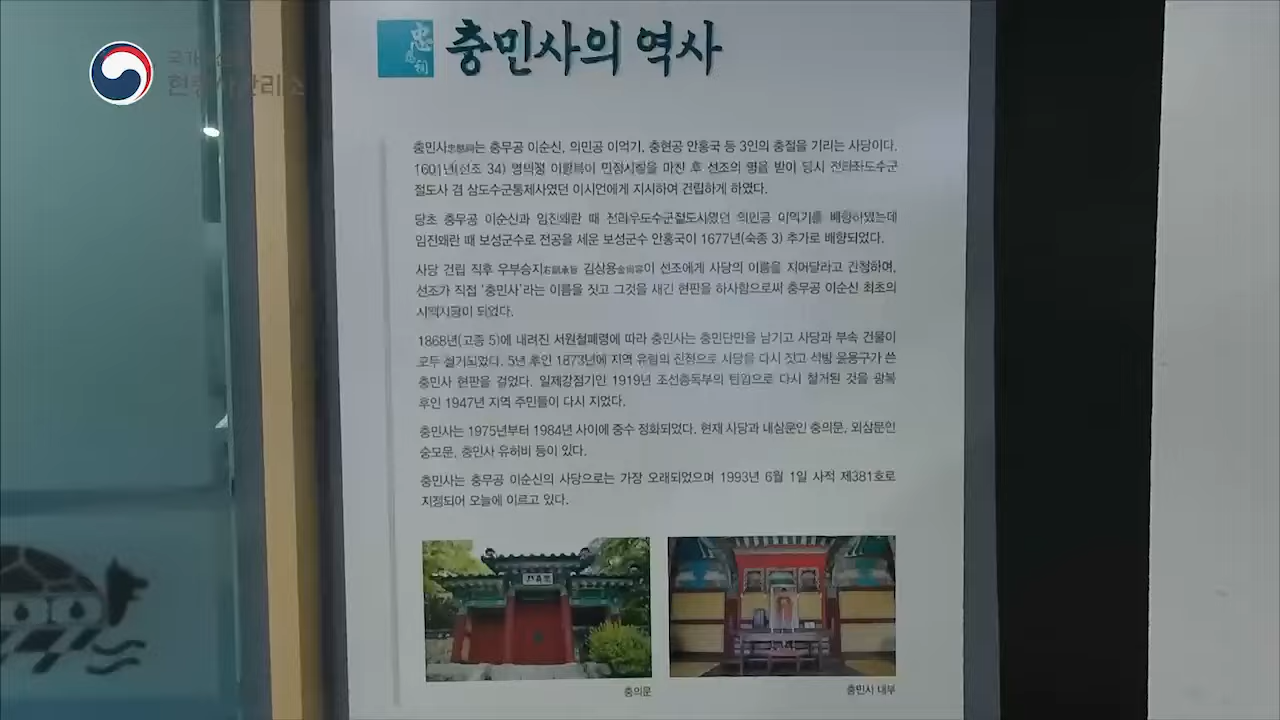 忠愍祠
충민사의 역사
충민사忠愍祠는 충무공 이순신, 의민공 이억기, 충현공 안홍국 등 3인의 충절을 기리는 사당이다.
1601년(선조 34) 영의정 이항복이 민정시찰을 마친 후 선조의 명을 받아 당시 전라좌도수군
절도사 겸 삼도수군통제사였던 이시언에게 지시하여 건립하게 하였다.
당초 충무공 이순신과 임진왜란 때 전라우도수군절도사였던 의민공 이억기를 배향하였는데
임진왜란 때 보성군수로 전공을 세운 보성군수 안홍국이 1677년(숙종 3) 추가로 배향되었다.
사당 건립 직후 우부승지右副承旨 김상용金尙容이 선조에게 사당의 이름을 지어달라고 간청하며,
선조가 직접 '충민사'라는 이름을 짓고 그것을 새긴 현판을 하사함으로써 충무공 이순신 최초의
사액사당이 되었다.
1868년(고종 5)에 내려진 서원철폐령에 따라 충민사는 충민단만을 남기고 사당과 부속 건물이
모두 철거되었다. 5년 후인 1873년에 지역 유림의 진정으로 사당을 다시 짓고 석방 윤용구가 쓴
충민사 현판을 걸었다. 일제강점기인 1919년 조선총독부의 탄압으로 다시 철거된 것을 광복
후인 1947년 지역 주민들이 다시 지었다.
충민사는 1975년부터 1984년 사이에 중수 정화되었다. 현재 사당과 내삼문인 충의문, 외삼문인
숭모문, 충민사 유허비 등이 있다.
충민사는 충무공 이순신의 사당으로는 가장 오래되었으며 1993년 6월 1일 사적 제381호로
지정되어 오늘에 이르고 있다.
충의문
충민사 내부